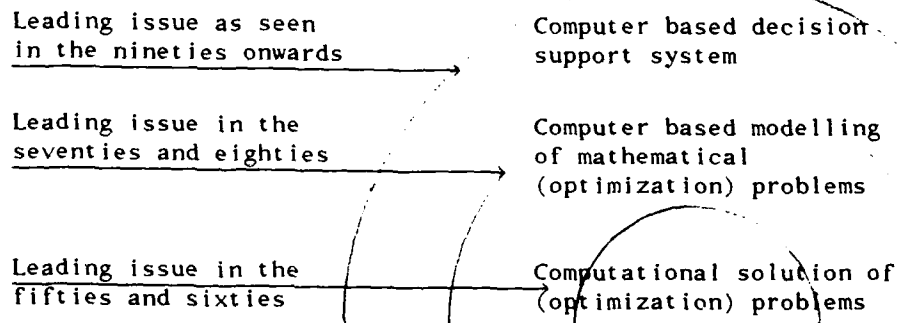 Leading issue as seen
in the nineties onwards
Computer based decision
support system
Leading issue in the
seventies and eighties
Computer based modelling
of mathematical
(optimization) problems
Leading issue in the
fifties and sixties
Computational solution of
(optimization) problems